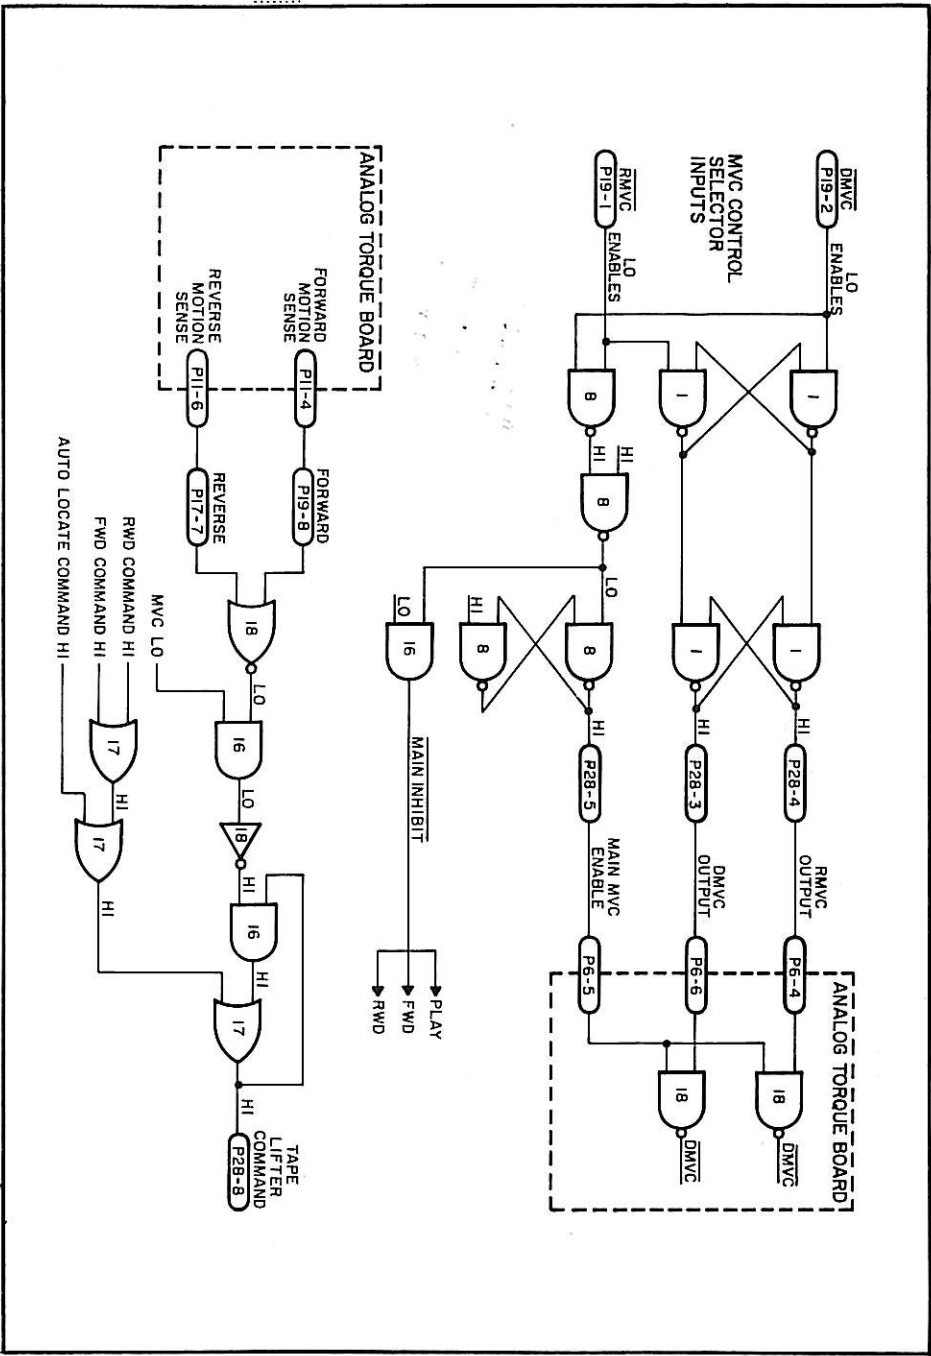 DMVC
P19-2
LO
ENABLES
MVC CONTROL
SELECTOR
INPUTS
RMVC
P19-1
LO
ENABLES
1
1
8
HI
HI
8
LO
1
1
8
HI
8
LO
16
HI
P28-4
RMVC
OUTPUT
P6-4
HI
P28-3
DMVC
OUTPUT
P6-6
HI
P28-5
MAIN MVC
ENABLE
P6-5
ANALOG TORQUE BOARD
18
DMVC
18
DMVC
MAIN INHIBIT
PLAY
FWD
RWD
ANALOG TORQUE BOARD
FORWARD
MOTION
SENSE
P11-4
FORWARD
P19-8
REVERSE
MOTION
SENSE
P11-6
REVERSE
P17-7
18
LO
MVC LO
16
LO
18
HI
16
HI
17
HI
TAPE
LIFTER
COMMAND
P28-8
RWD COMMAND HI
FWD COMMAND HI
17
HI
AUTO LOCATE COMMAND HI
17
HI